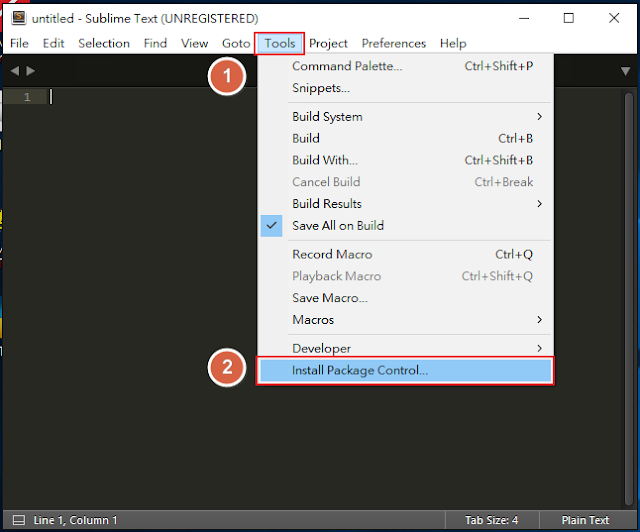 untitled - Sublime Text (UNREGISTERED)
File Edit Selection Find View Goto Tools Project Preferences Help
1
Command Palette... Ctrl+Shift+P
Snippets...
1
Build System
Build Ctrl+B
Build With... Ctrl+Shift+B
Cancel Build Ctrl+Break
Build Results
Save All on Build
Record Macro Ctrl+Q
Playback Macro Ctrl+Shift+Q
Save Macro...
Macros
Developer
2
Install Package Control...
Line 1, Column 1 Tab Size: 4 Plain Text